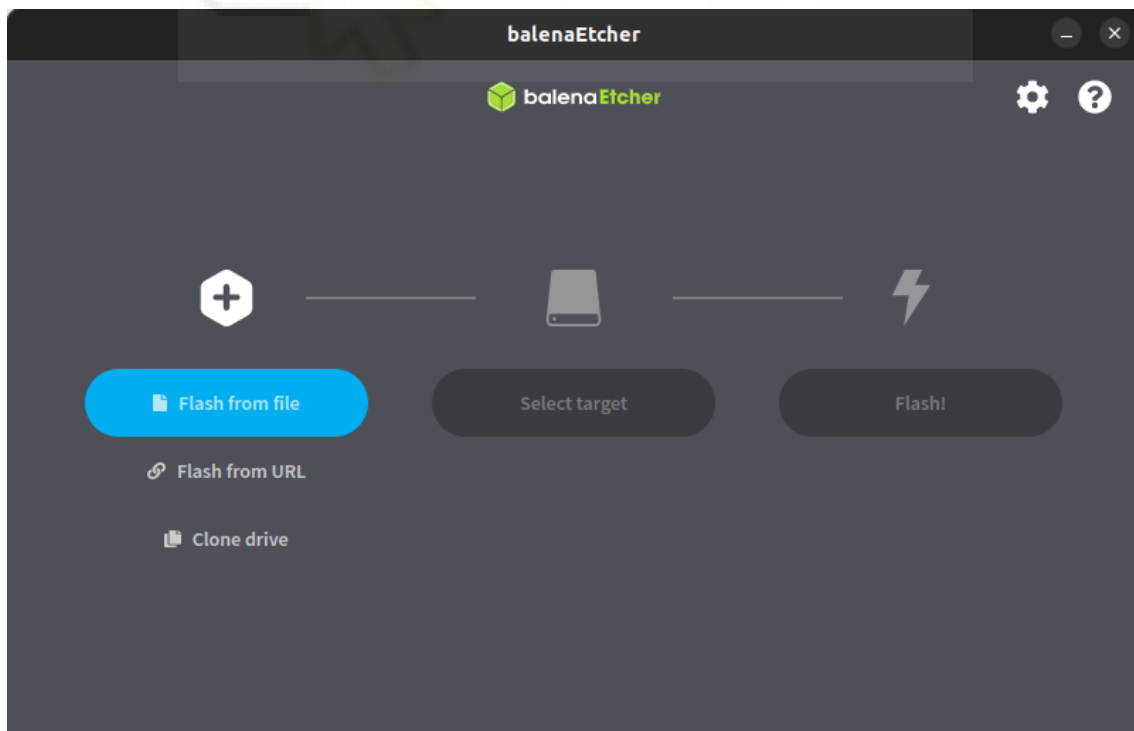 balenaEtcher
balenaEtcher
Flash from file
Select target
Flash!
Flash from URL
Clone drive